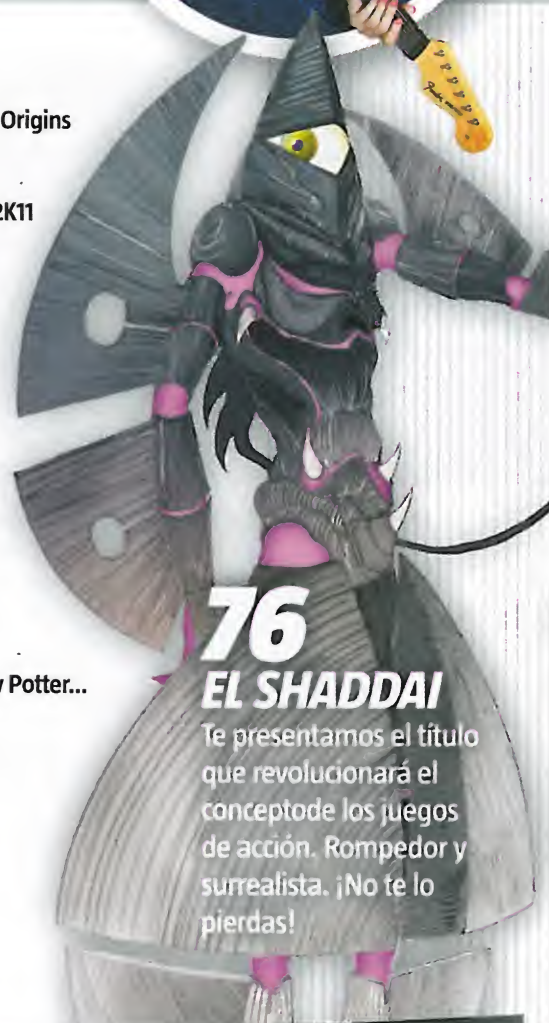 Origins
2K11
y Potter...
76
EL SHADDAI
Te presentamos el título
que revolucionará el
conceptode los juegos
de acción. Rompedor y
surrealista. ¡No te lo
pierdas!